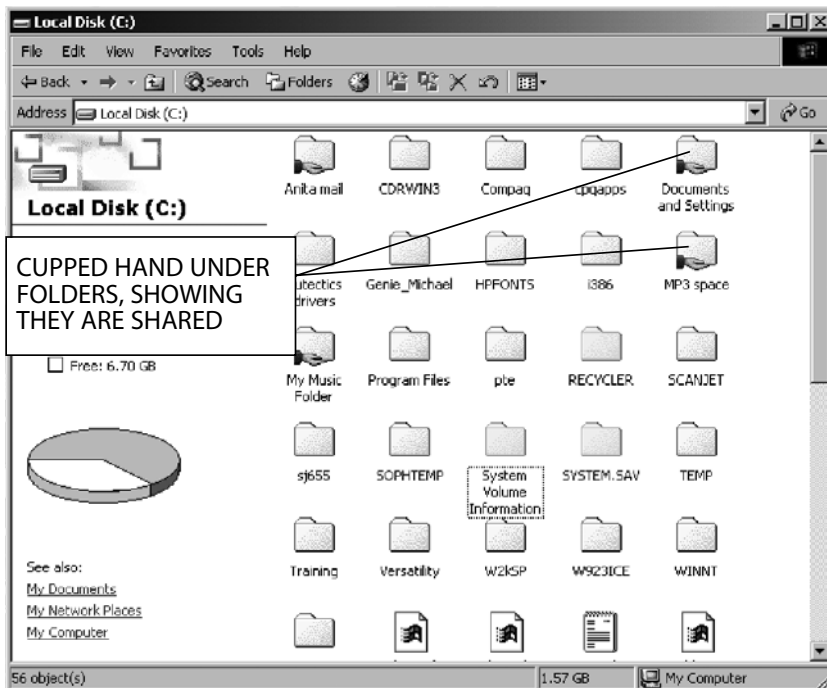 Local Disk (C:)
File Edit View Favorites Tools Help
Back Search Folders
Address Local Disk (C:) Go
Local Disk (C:)
Anita mail CDRWIN3 Compaq cpqapps Documents
and Settings
CUPPED HAND UNDER
FOLDERS, SHOWING
THEY ARE SHARED
Genie_Michael HPFONTS i386 MP3 space
drivers
Free: 6.70 GB
My Music
Folder
Program Files pte RECYCLER SCANJET
sj655 SOPHTEMP System
Volume
Information
SYSTEM.SAV TEMP
Training Versatility W2kSP W923ICE WINNT
See also:
My Documents
My Network Places
My Computer
56 object(s) 1.57 GB My Computer